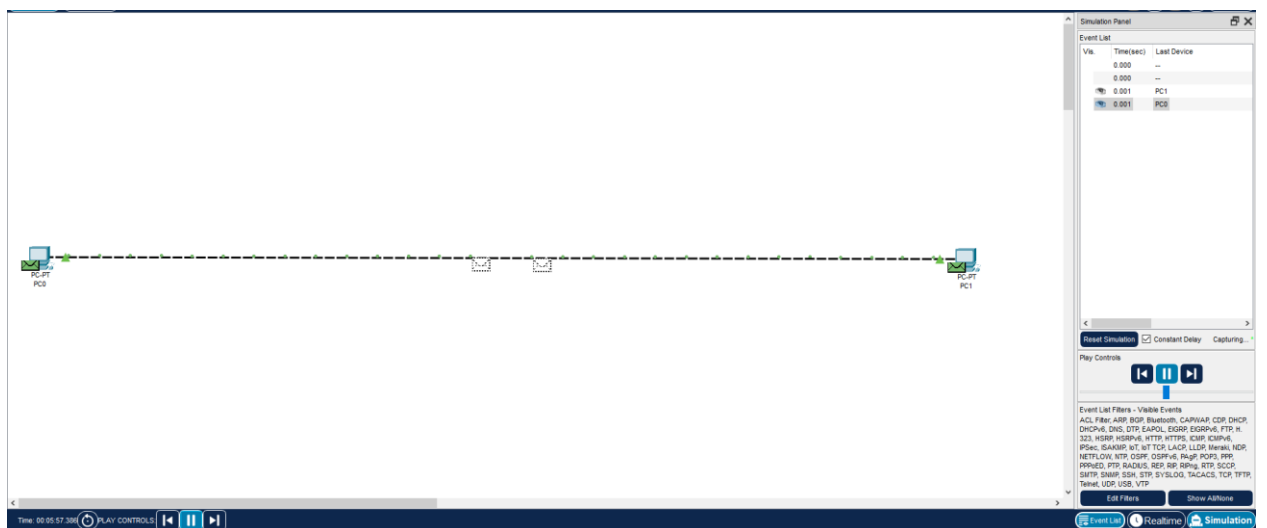 Simulation Panel
Event List
Vis. Time(sec) Last Device
0.000 --
0.000 --
0.001 PC1
0.001 PC0
PC-PT
PC0
PC-PT
PC1
Reset Simulation Constant Delay Capturing...
Play Controls
Event List Filters - Visible Events
ACL Filter, ARP, BGP, Bluetooth, CAPWAP, CDP, DHCP,
DHCPv6, DNS, DTP, EAPOL, EIGRP, EIGRPv6, FTP, H.
323, HSRP, HSRPv6, HTTP, HTTPS, ICMP, ICMPv6,
IPSec, ISAKMP, IoT, IoT TCP, LACP, LLDP, Meraki, NDP,
NETFLOW, NTP, OSPF, OSPFv6, PAgP, POP3, PPP,
PPPoED, PTP, RADIUS, REP, RIP, RIPng, RTP, SCCP,
SMTP, SNMP, SSH, STP, SYSLOG, TACACS, TCP, TFTP,
Telnet, UDP, USB, VTP
Edit Filters Show All/None
Time: 00:05:57.386 PLAY CONTROLS:
Event List Realtime Simulation